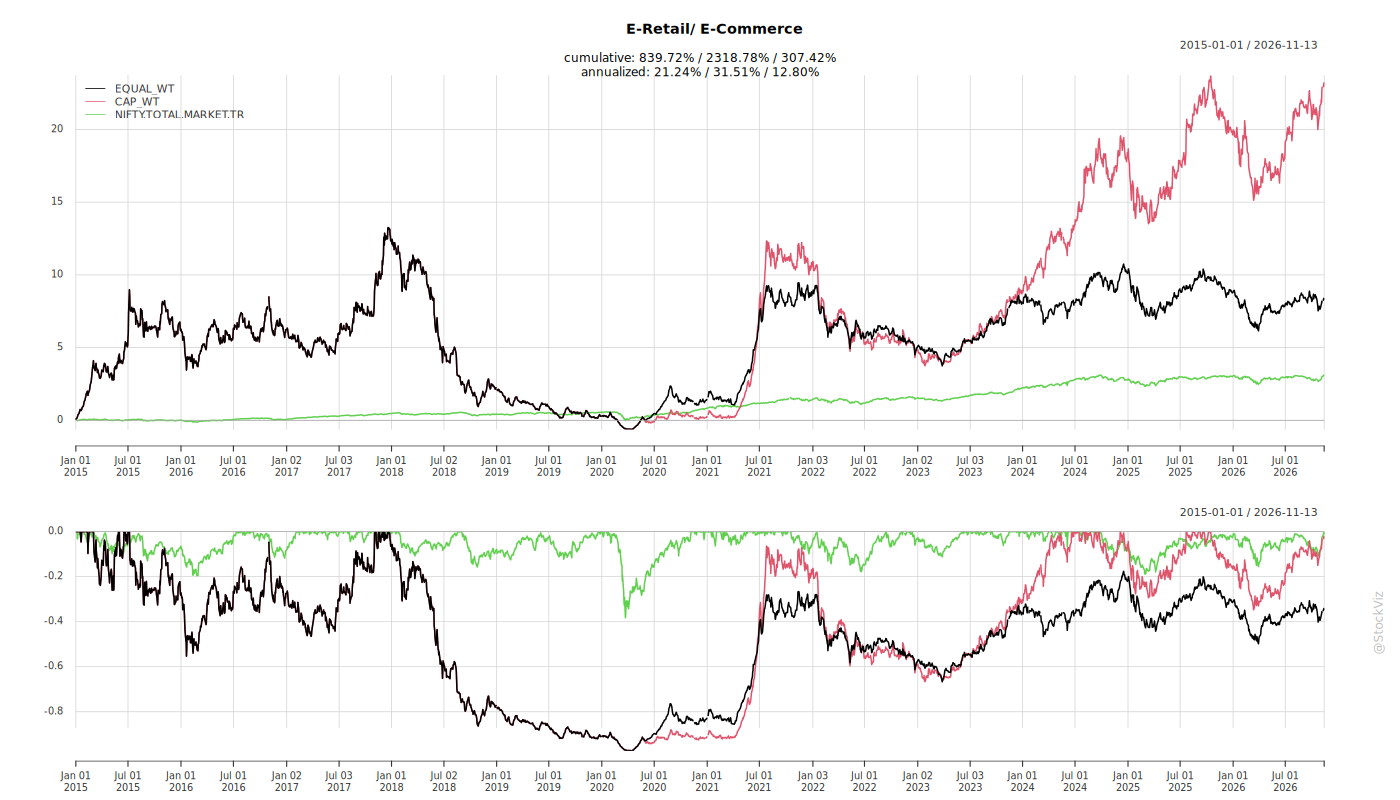 E-Retail/ E-Commerce
2015-01-01 / 2026-11-13
cumulative: 839.72% / 2318.78% / 307.42%
annualized: 21.24% / 31.51% / 12.80%
EQUAL_WT
CAP_WT
NIFTY.TOTAL.MARKET.TR
20
15
10
5
0
Jan 01 Jul 01 Jan 01 Jul 01 Jan 02 Jul 03 Jan 01 Jul 02 Jan 01 Jul 01 Jan 01 Jul 01 Jan 01 Jul 01 Jan 03 Jul 01 Jan 02 Jul 03 Jan 01 Jul 01 Jan 01 Jul 01 Jan 01 Jul 01
2015 2015 2016 2016 2017 2017 2018 2018 2019 2019 2020 2020 2021 2021 2022 2022 2023 2023 2024 2024 2025 2025 2026 2026
2015-01-01 / 2026-11-13
0.0
-0.2
-0.4
-0.6
-0.8
Jan 01 Jul 01 Jan 01 Jul 01 Jan 02 Jul 03 Jan 01 Jul 02 Jan 01 Jul 01 Jan 01 Jul 01 Jan 01 Jul 01 Jan 03 Jul 01 Jan 02 Jul 03 Jan 01 Jul 01 Jan 01 Jul 01 Jan 01 Jul 01
2015 2015 2016 2016 2017 2017 2018 2018 2019 2019 2020 2020 2021 2021 2022 2022 2023 2023 2024 2024 2025 2025 2026 2026
@StockViz